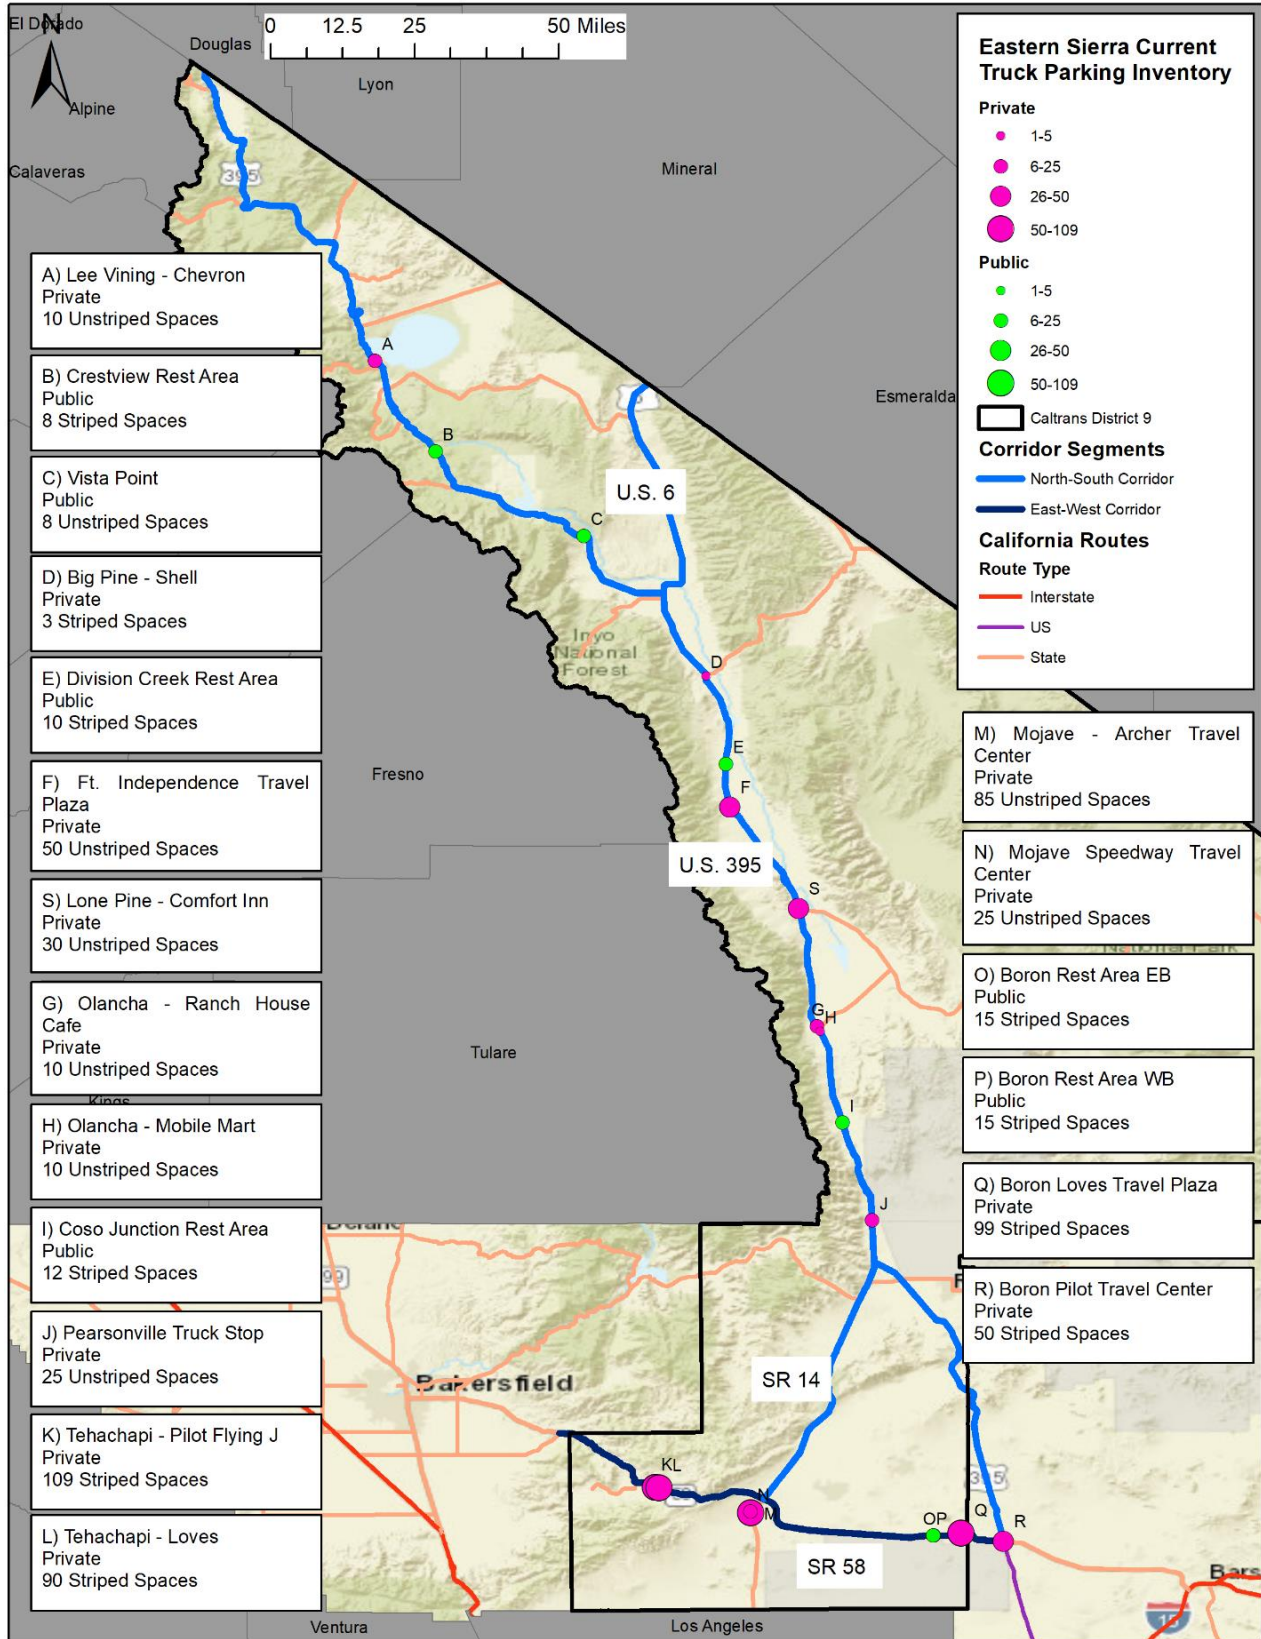 El Dorado
N
Douglas
0 12.5 25 50 Miles
Lyon
Alpine
Calaveras
395
Mineral
Esmeralda
Eastern Sierra Current
Truck Parking Inventory
Private
1-5
6-25
26-50
50-109
Public
1-5
6-25
26-50
50-109
Caltrans District 9
Corridor Segments
North-South Corridor
East-West Corridor
California Routes
Route Type
Interstate
US
State
A) Lee Vining - Chevron
Private
10 Unstriped Spaces
B) Crestview Rest Area
Public
8 Striped Spaces
C) Vista Point
Public
8 Unstriped Spaces
D) Big Pine - Shell
Private
3 Striped Spaces
E) Division Creek Rest Area
Public
10 Striped Spaces
F) Ft. Independence Travel
Plaza
Private
50 Unstriped Spaces
S) Lone Pine - Comfort Inn
Private
30 Unstriped Spaces
G) Olancha - Ranch House
Cafe
Private
10 Unstriped Spaces
Kings
H) Olancha - Mobile Mart
Private
10 Unstriped Spaces
I) Coso Junction Rest Area
Public
12 Striped Spaces
J) Pearsonville Truck Stop
Private
25 Unstriped Spaces
K) Tehachapi - Pilot Flying J
Private
109 Striped Spaces
L) Tehachapi - Loves
Private
90 Striped Spaces
A
B
C
U.S. 6
Inyo
National
Forest
D
E
F
Fresno
U.S. 395
S
G
H
Tulare
I
J
Delano
99
Bakersfield
SR 14
KL
N
M
OP
Q
R
395
SR 58
Ventura
Los Angeles
15
M) Mojave - Archer Travel
Center
Private
85 Unstriped Spaces
N) Mojave Speedway Travel
Center
Private
25 Unstriped Spaces
O) Boron Rest Area EB
Public
15 Striped Spaces
P) Boron Rest Area WB
Public
15 Striped Spaces
Q) Boron Loves Travel Plaza
Private
99 Striped Spaces
R) Boron Pilot Travel Center
Private
50 Striped Spaces